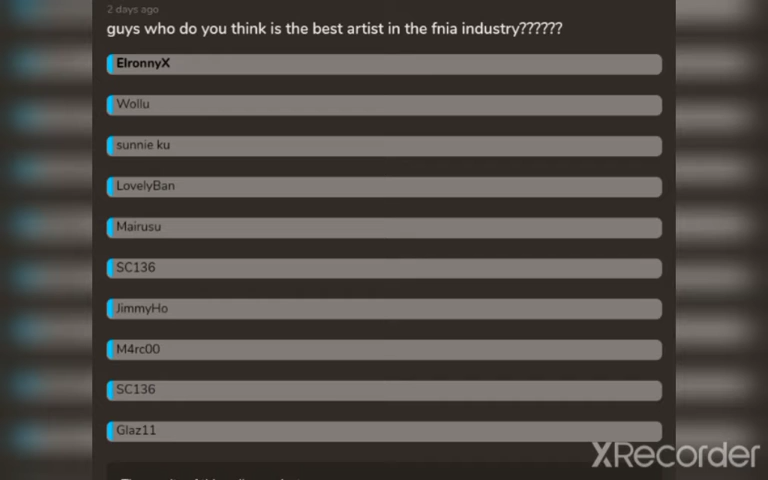 2 days ago
guys who do you think is the best artist in the fnia industry??????
ElronnyX
Wollu
sunnie ku
LovelyBan
Mairusu
SC136
JimmyHo
M4rc00
SC136
Glaz11
XRecorder